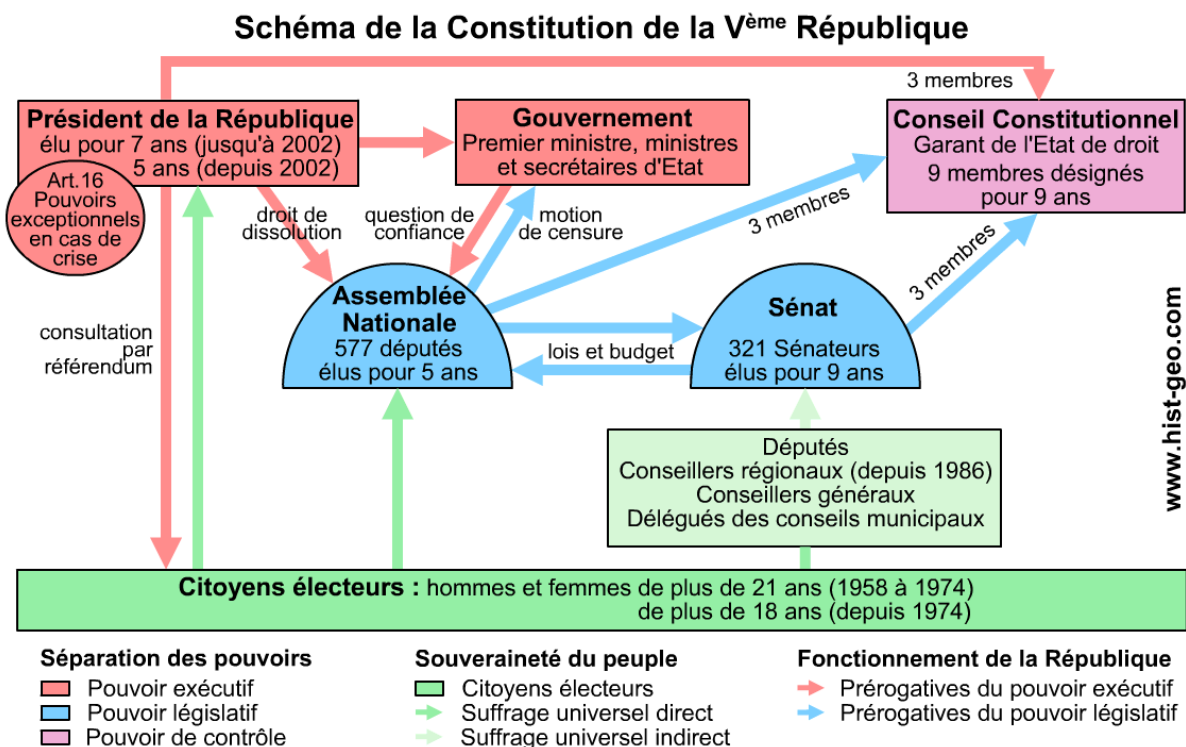 Schéma de la Constitution de la Vème République
3 membres
Président de la République
élu pour 7 ans (jusqu'à 2002)
5 ans (depuis 2002)
Art.16
Pouvoirs
exceptionnels
en cas de
crise
Gouvernement
Premier ministre, ministres
et secrétaires d'Etat
Conseil Constitutionnel
Garant de l'Etat de droit
9 membres désignés
pour 9 ans
droit de
dissolution
question de
confiance
motion
de censure
3 membres
3 membres
consultation
par
référendum
Assemblée
Nationale
577 députés
élus pour 5 ans
lois et budget
Sénat
321 Sénateurs
élus pour 9 ans
Députés
Conseillers régionaux (depuis 1986)
Conseillers généraux
Délégués des conseils municipaux
www.hist-geo.com
Citoyens électeurs : hommes et femmes de plus de 21 ans (1958 à 1974)
de plus de 18 ans (depuis 1974)
Séparation des pouvoirs
Pouvoir exécutif
Pouvoir législatif
Pouvoir de contrôle
Souveraineté du peuple
Citoyens électeurs
Suffrage universel direct
Suffrage universel indirect
Fonctionnement de la République
Prérogatives du pouvoir exécutif
Prérogatives du pouvoir législatif